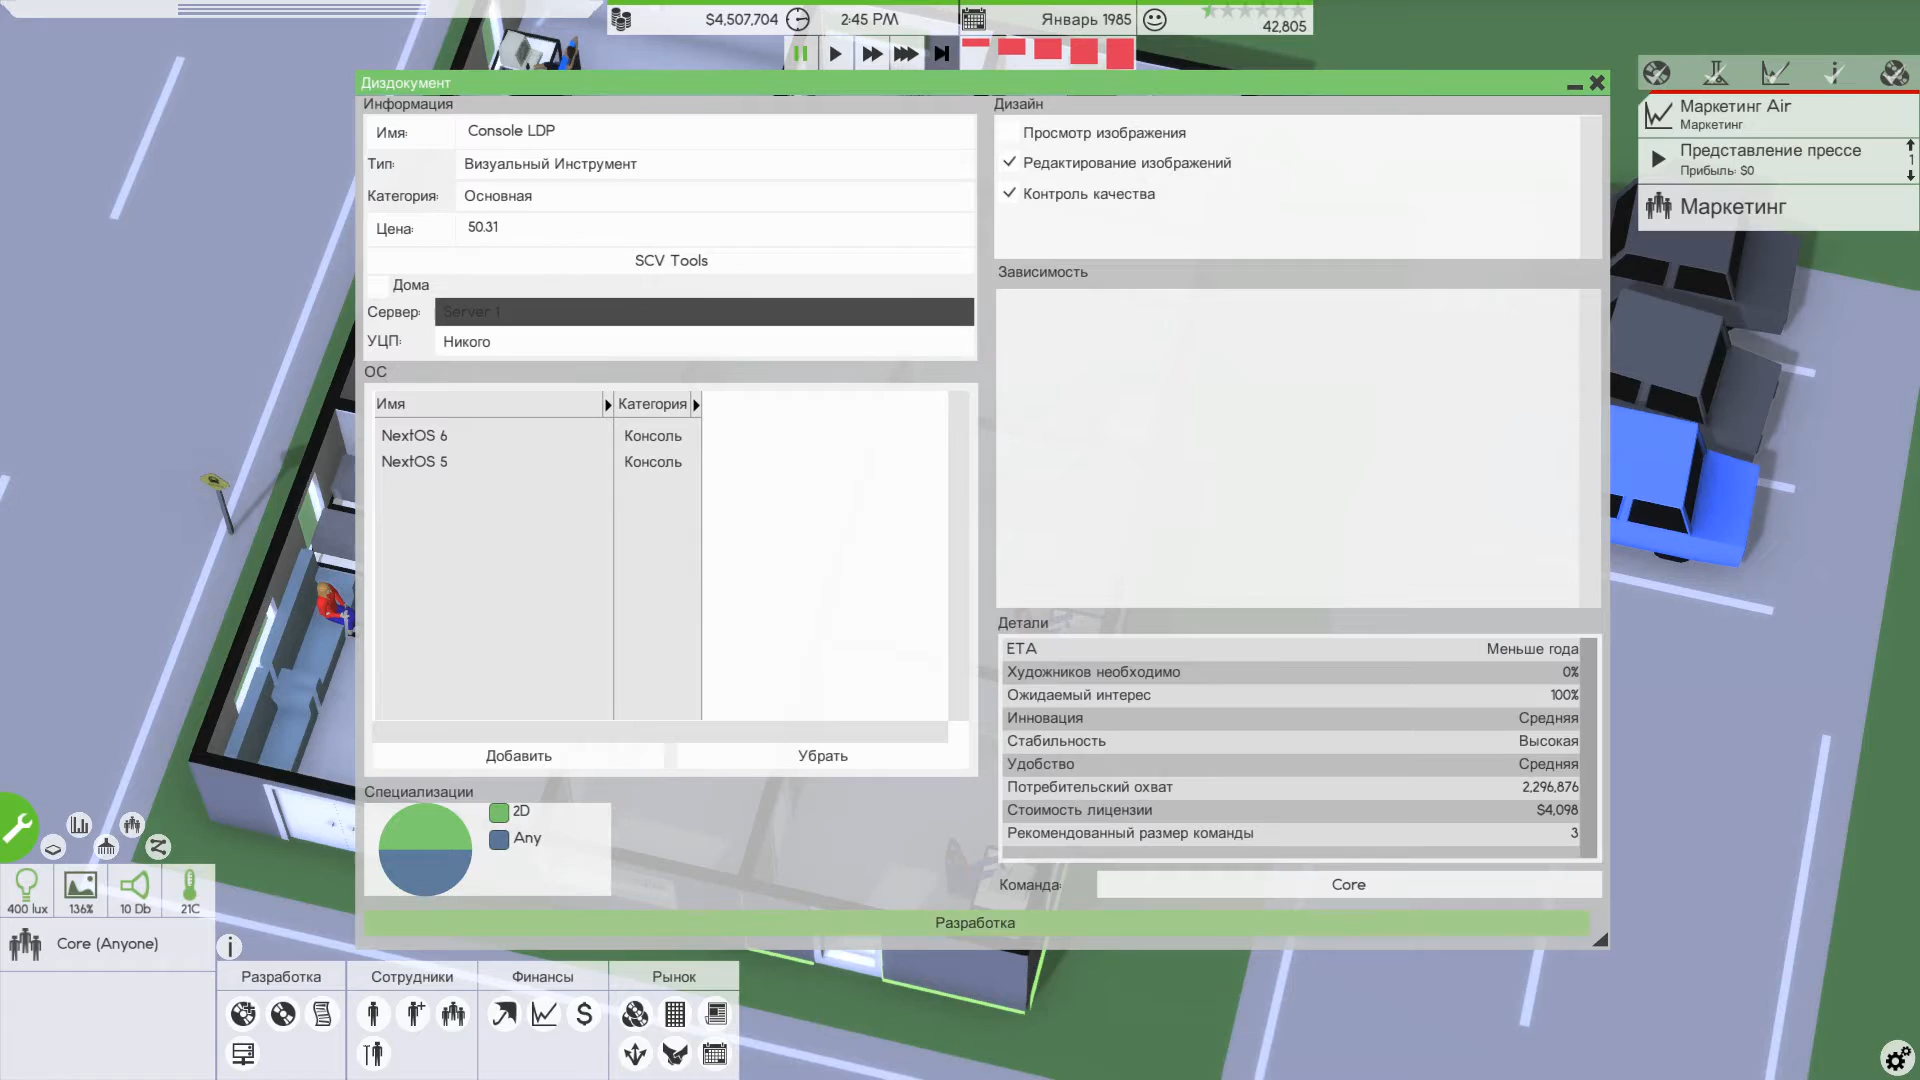 $4,507,704
2:45 PM
Январь 1985
42,805
Маркетинг Air
Маркетинг
Представление прессе
Прибыль: $0
1
Маркетинг
Диздокумент
Информация
Имя: Console LDP
Тип: Визуальный Инструмент
Категория: Основная
Цена: 50.31
SCV Tools
Дома
Сервер: Server 1
УЦП: Никого
ОС
Имя Категория
NextOS 6 Консоль
NextOS 5 Консоль
Добавить Убрать
Специализации
2D
Any
Дизайн
Просмотр изображения
Редактирование изображений
Контроль качества
Зависимость
Детали
ETA Меньше года
Художников необходимо 0%
Ожидаемый интерес 100%
Инновация Средняя
Стабильность Высокая
Удобство Средняя
Потребительский охват 2,296,876
Стоимость лицензии $4,098
Рекомендованный размер команды 3
Команда: Core
Разработка
400 lux 136% 10 Db 21C
Core (Anyone)
Разработка Сотрудники Финансы Рынок